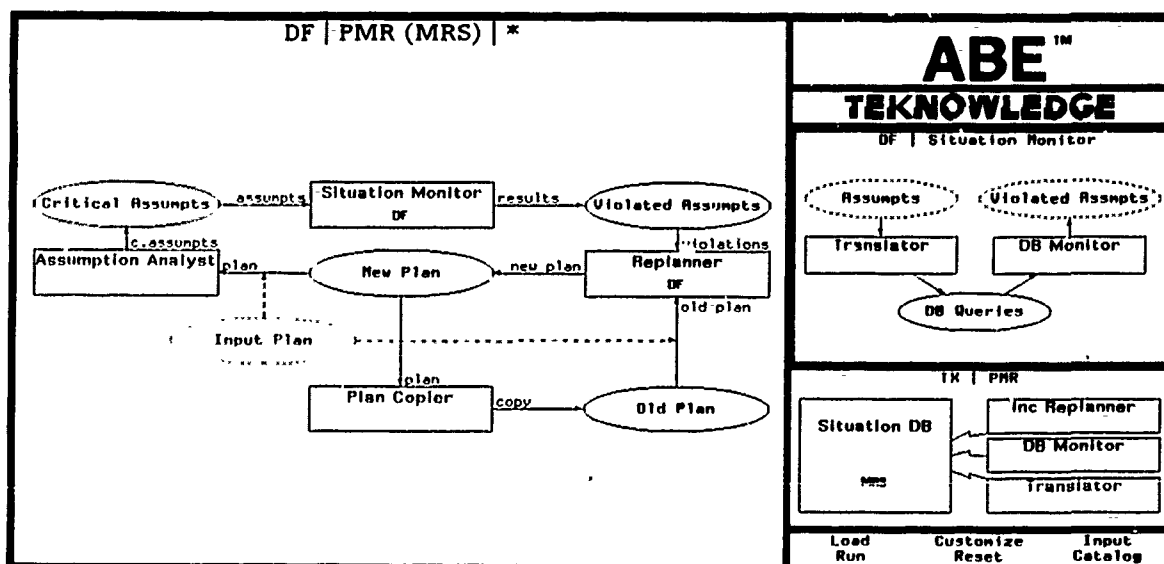 DF | PMR (MRS) | *
Critical Assumpts
assumpts
Situation Monitor
DF
results
Violated Assumpts
c.assumpts
violations
Assumption Analyst
plan
New Plan
new plan
Replanner
DF
old plan
Input Plan
plan
Plan Copier
copy
Old Plan
ABE™
TEKNOWLEDGE
DF | Situation Monitor
Assumpts
Violated Assmpts
Translator
DB Monitor
DB Queries
TX | PMR
Situation DB
MRS
Inc Replanner
DB Monitor
Translator
Load Customize Input
Run Reset Catalog